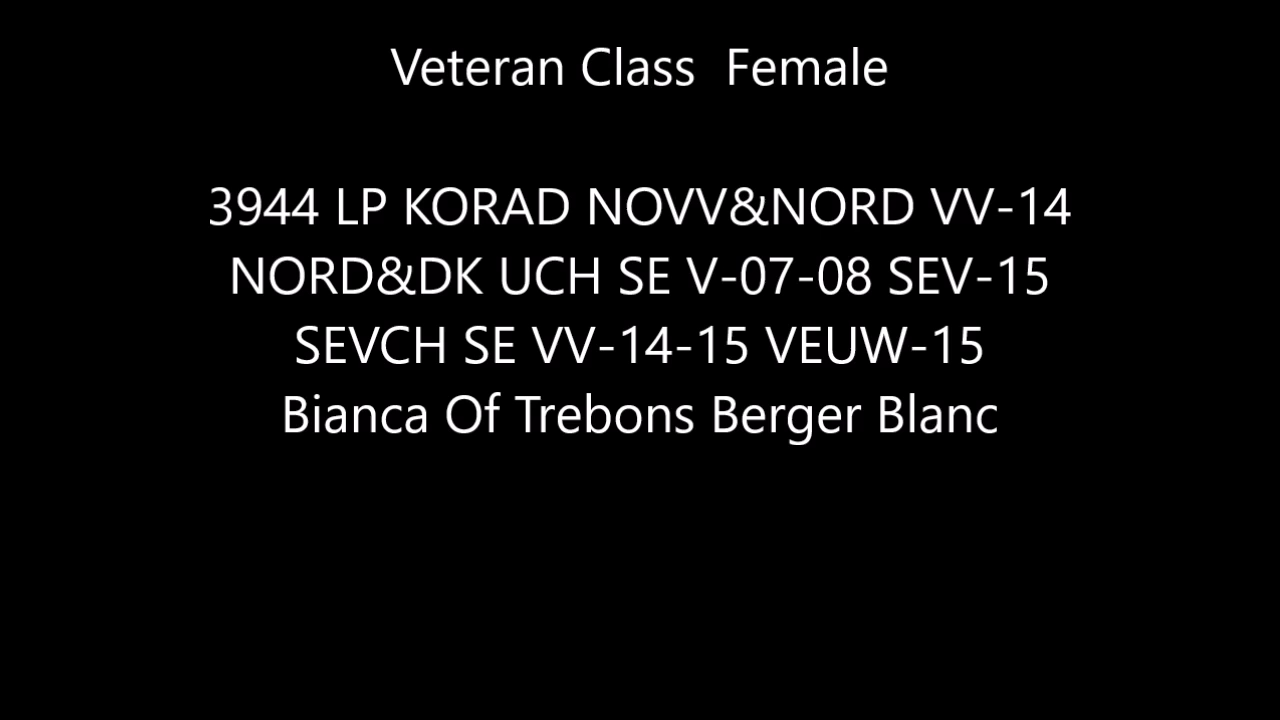 Veteran Class  Female
3944 LP KORAD NOVV&NORD VV-14
NORD&DK UCH SE V-07-08 SEV-15
SEVCH SE VV-14-15 VEUW-15
Bianca Of Trebons Berger Blanc